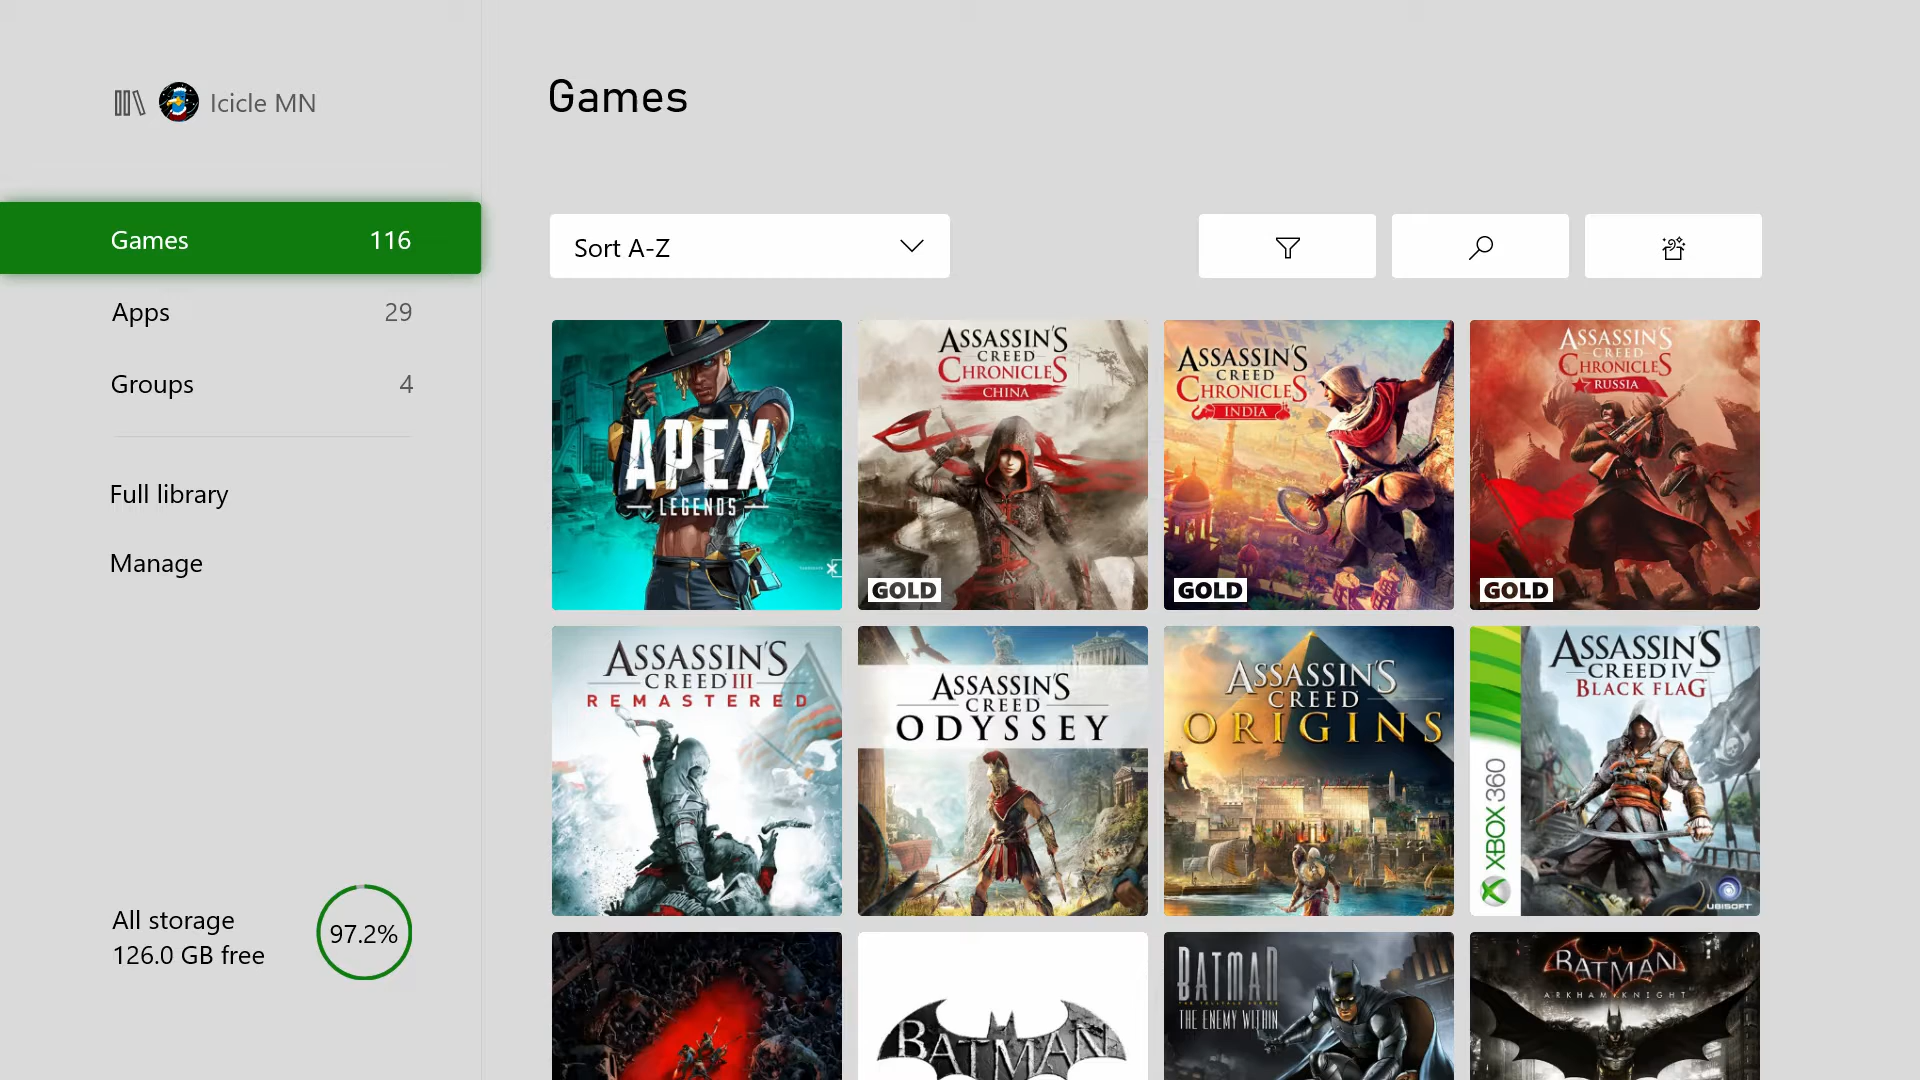 Icicle MN
Games
Games 116
Apps 29
Groups 4
Full library
Manage
All storage
126.0 GB free
97.2%
Sort A-Z
APEX
LEGENDS
ASSASSIN'S
CREED
CHRONICLES
CHINA
GOLD
ASSASSIN'S
CREED
CHRONICLES
INDIA
GOLD
ASSASSIN'S
CREED
CHRONICLES
RUSSIA
GOLD
ASSASSIN'S
CREED III
REMASTERED
ASSASSIN'S
CREED
ODYSSEY
ASSASSIN'S
CREED
ORIGINS
XBOX 360
ASSASSIN'S
CREED IV
BLACK FLAG
UBISOFT
BATMAN
BATMAN
THE TELLTALE SERIES
THE ENEMY WITHIN
BATMAN
ARKHAM KNIGHT